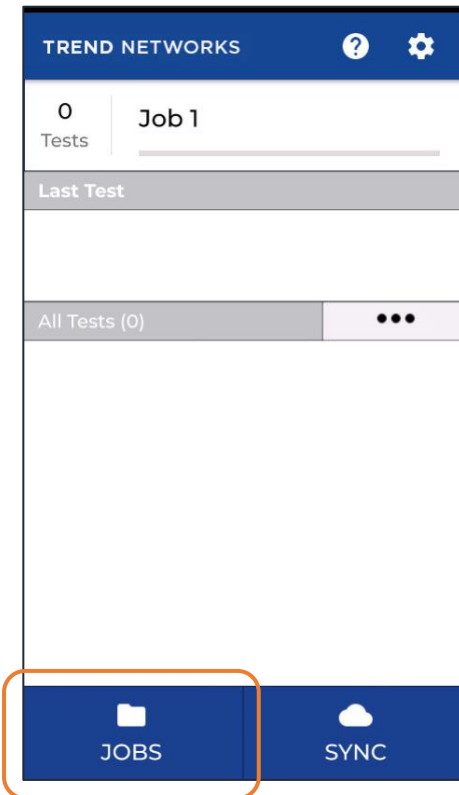 TREND NETWORKS ?
0 Job 1
Tests
Last Test
All Tests (0)
JOBS SYNC